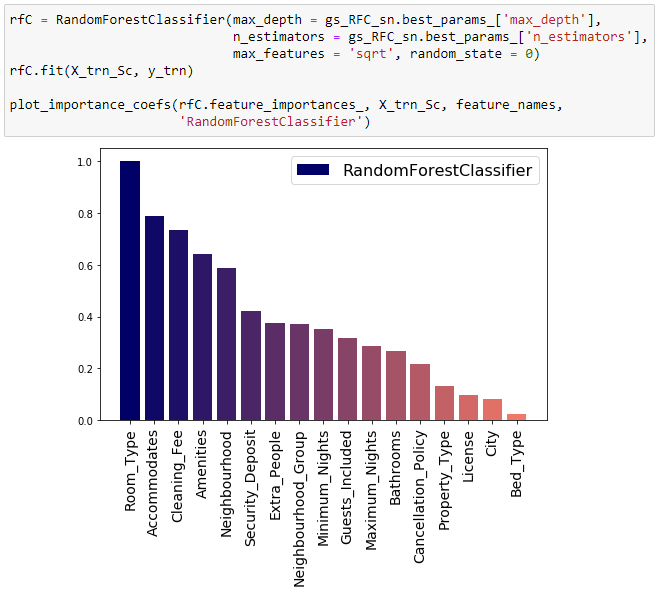 rfC = RandomForestClassifier(max_depth = gs_RFC_sn.best_params_['max_depth'],
n_estimators = gs_RFC_sn.best_params_['n_estimators'],
max_features = 'sqrt', random_state = 0)
rfC.fit(X_trn_Sc, y_trn)
plot_importance_coefs(rfC.feature_importances_, X_trn_Sc, feature_names,
'RandomForestClassifier')
RandomForestClassifier
1.0
0.8
0.6
0.4
0.2
0.0
Room_Type
Accommodates
Cleaning_Fee
Amenities
Neighbourhood
Security_Deposit
Extra_People
Neighbourhood_Group
Minimum_Nights
Guests_Included
Maximum_Nights
Bathrooms
Cancellation_Policy
Property_Type
License
City
Bed_Type